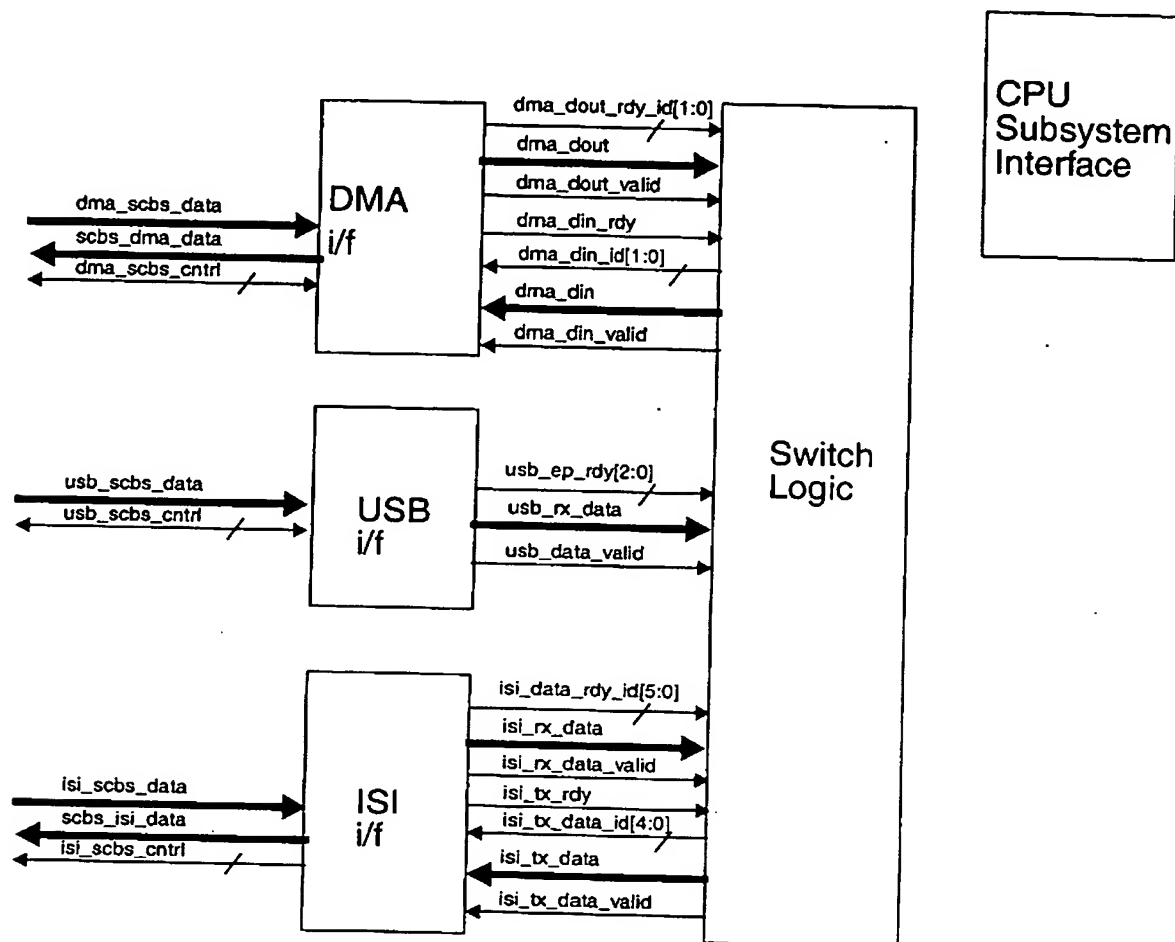 CPU
Subsystem
Interface
dma_dout_rdy_id[1:0]
dma_dout
dma_dout_valid
dma_din_rdy
dma_din_id[1:0]
dma_din
dma_din_valid
DMA
i/f
dma_scbs_data
scbs_dma_data
dma_scbs_cntrl
Switch
Logic
usb_scbs_data
usb_scbs_cntrl
USB
i/f
usb_ep_rdy[2:0]
usb_rx_data
usb_data_valid
isi_data_rdy_id[5:0]
isi_rx_data
isi_rx_data_valid
isi_tx_rdy
isi_tx_data_id[4:0]
isi_tx_data
isi_tx_data_valid
ISI
i/f
isi_scbs_data
scbs_isi_data
isi_scbs_cntrl